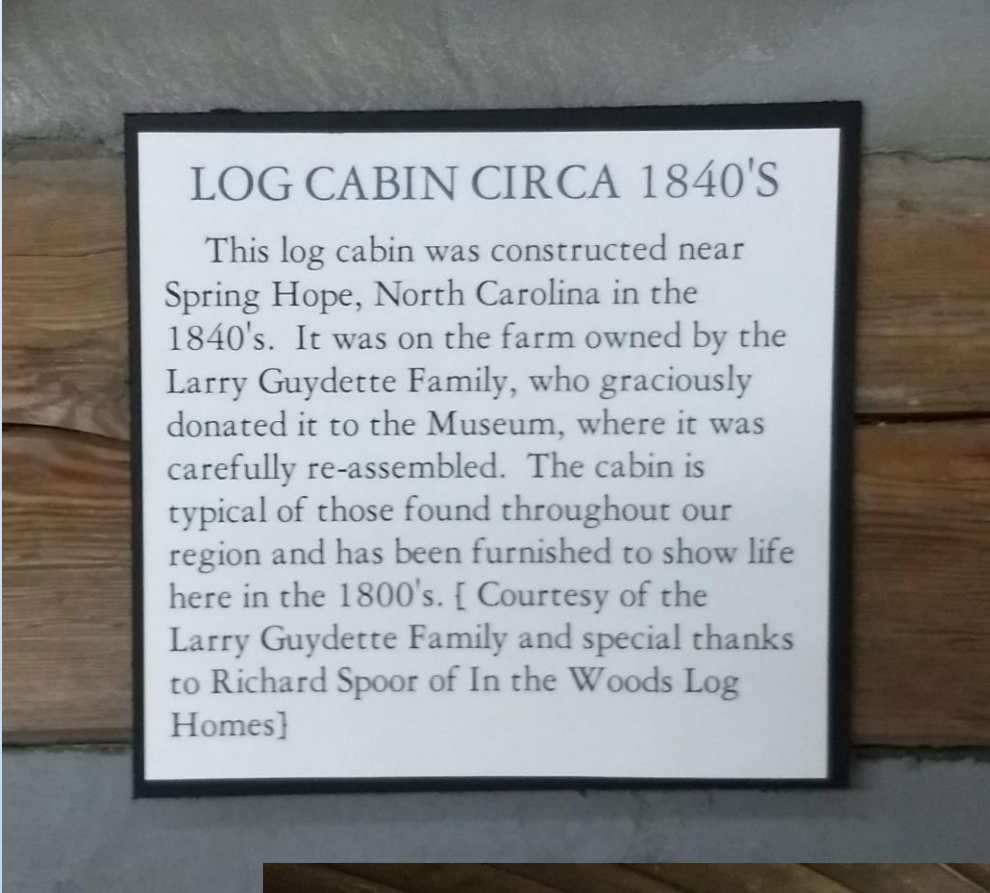 LOG CABIN CIRCA 1840'S
This log cabin was constructed near
Spring Hope, North Carolina in the
1840's.  It was on the farm owned by the
Larry Guydette Family, who graciously
donated it to the Museum, where it was
carefully re-assembled.  The cabin is
typical of those found throughout our
region and has been furnished to show life
here in the 1800's. { Courtesy of the
Larry Guydette Family and special thanks
to Richard Spoor of In the Woods Log
Homes}